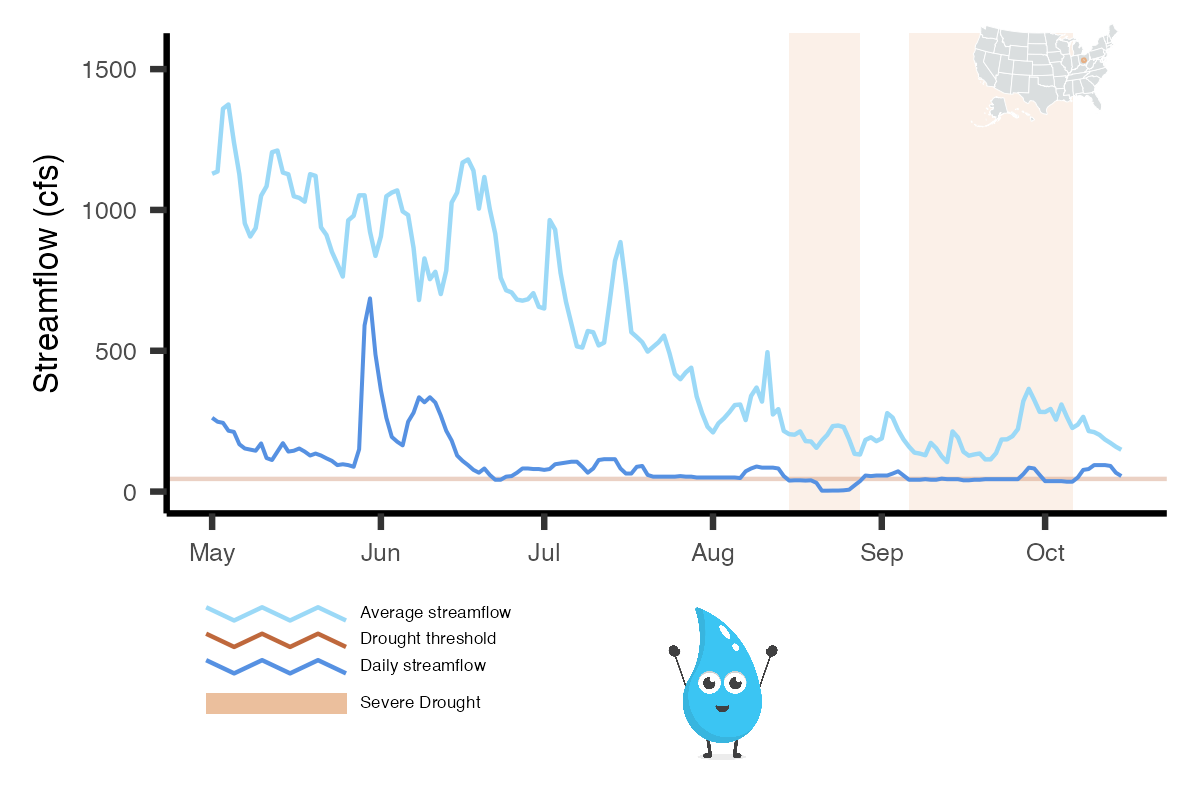 Streamflow (cfs)
1500
1000
500
0
May Jun Jul Aug Sep Oct
Average streamflow
Drought threshold
Daily streamflow
Severe Drought